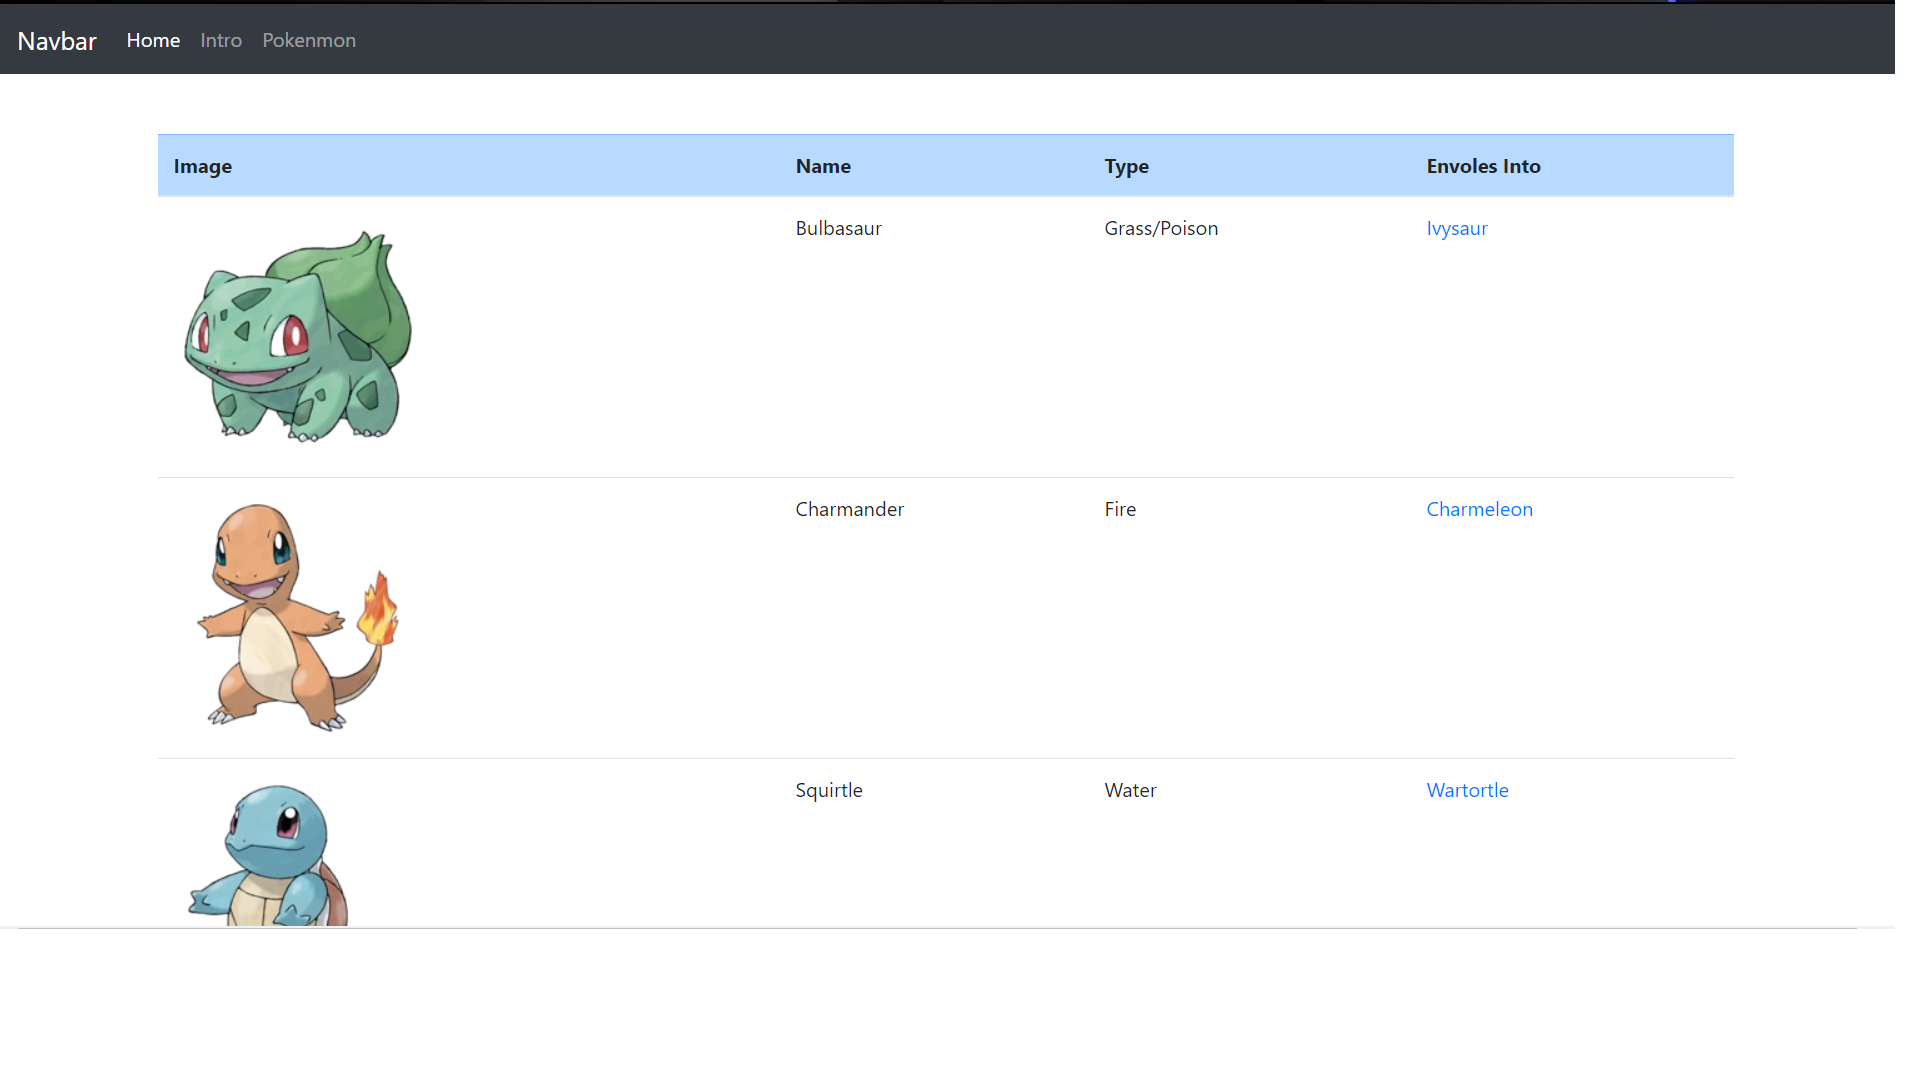 Navbar Home Intro Pokenmon
Image Name Type Envoles Into
Bulbasaur Grass/Poison Ivysaur
Charmander Fire Charmeleon
Squirtle Water Wartortle